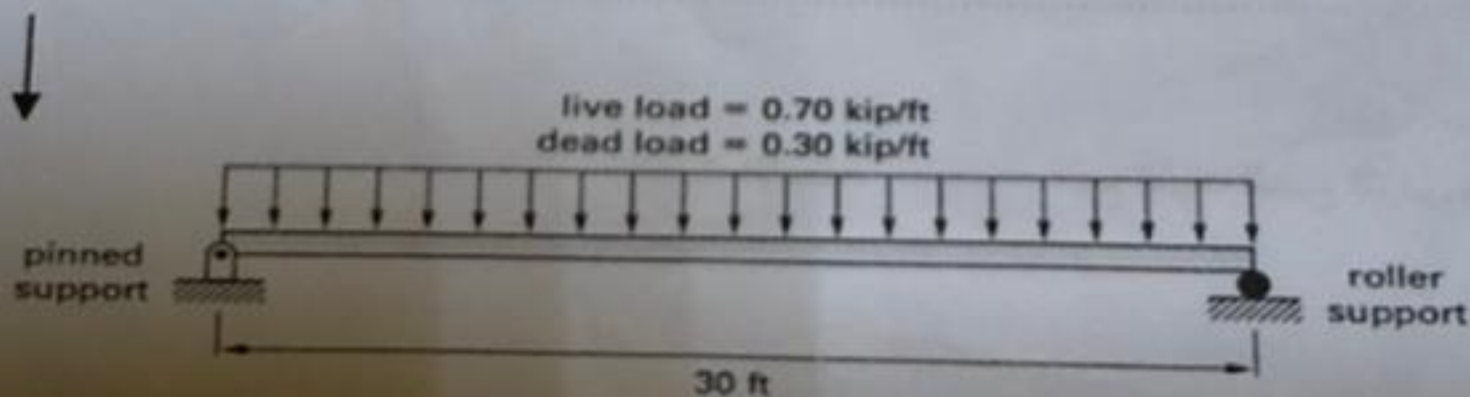 live load = 0.70 kip/ft
dead load = 0.30 kip/ft
pinned
support
roller
support
30 ft